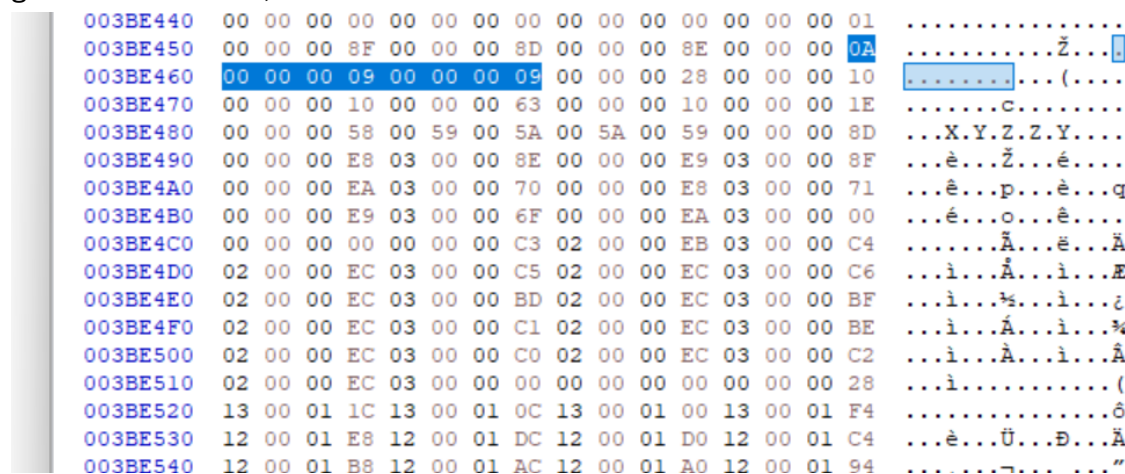 003BE440 00 00 00 00 00 00 00 00 00 00 00 00 00 00 00 01 ................
003BE450 00 00 00 8F 00 00 00 8D 00 00 00 8E 00 00 00 0A ...........Ž....
003BE460 00 00 00 09 00 00 00 09 00 00 00 28 00 00 00 10 ...........(....
003BE470 00 00 00 10 00 00 00 63 00 00 00 10 00 00 00 1E .......c........
003BE480 00 00 00 58 00 59 00 5A 00 5A 00 59 00 00 00 8D ...X.Y.Z.Z.Y....
003BE490 00 00 00 E8 03 00 00 8E 00 00 00 E9 03 00 00 8F ...è...Ž...é....
003BE4A0 00 00 00 EA 03 00 00 70 00 00 00 E8 03 00 00 71 ...ê...p...è...q
003BE4B0 00 00 00 E9 03 00 00 6F 00 00 00 EA 03 00 00 00 ...é...o...ê....
003BE4C0 00 00 00 00 00 00 00 C3 02 00 00 EB 03 00 00 C4 .......Ã...ë...Ä
003BE4D0 02 00 00 EC 03 00 00 C5 02 00 00 EC 03 00 00 C6 ...ì...Å...ì...Æ
003BE4E0 02 00 00 EC 03 00 00 BD 02 00 00 EC 03 00 00 BF ...ì...½...ì...¿
003BE4F0 02 00 00 EC 03 00 00 C1 02 00 00 EC 03 00 00 BE ...ì...Á...ì...¾
003BE500 02 00 00 EC 03 00 00 C0 02 00 00 EC 03 00 00 C2 ...ì...À...ì...Â
003BE510 02 00 00 EC 03 00 00 00 00 00 00 00 00 00 00 28 ...ì...........(
003BE520 13 00 01 1C 13 00 01 0C 13 00 01 00 13 00 01 F4 ...............ô
003BE530 12 00 01 E8 12 00 01 DC 12 00 01 D0 12 00 01 C4 ...è...Ü...Ð...Ä
003BE540 12 00 01 B8 12 00 01 AC 12 00 01 A0 12 00 01 94